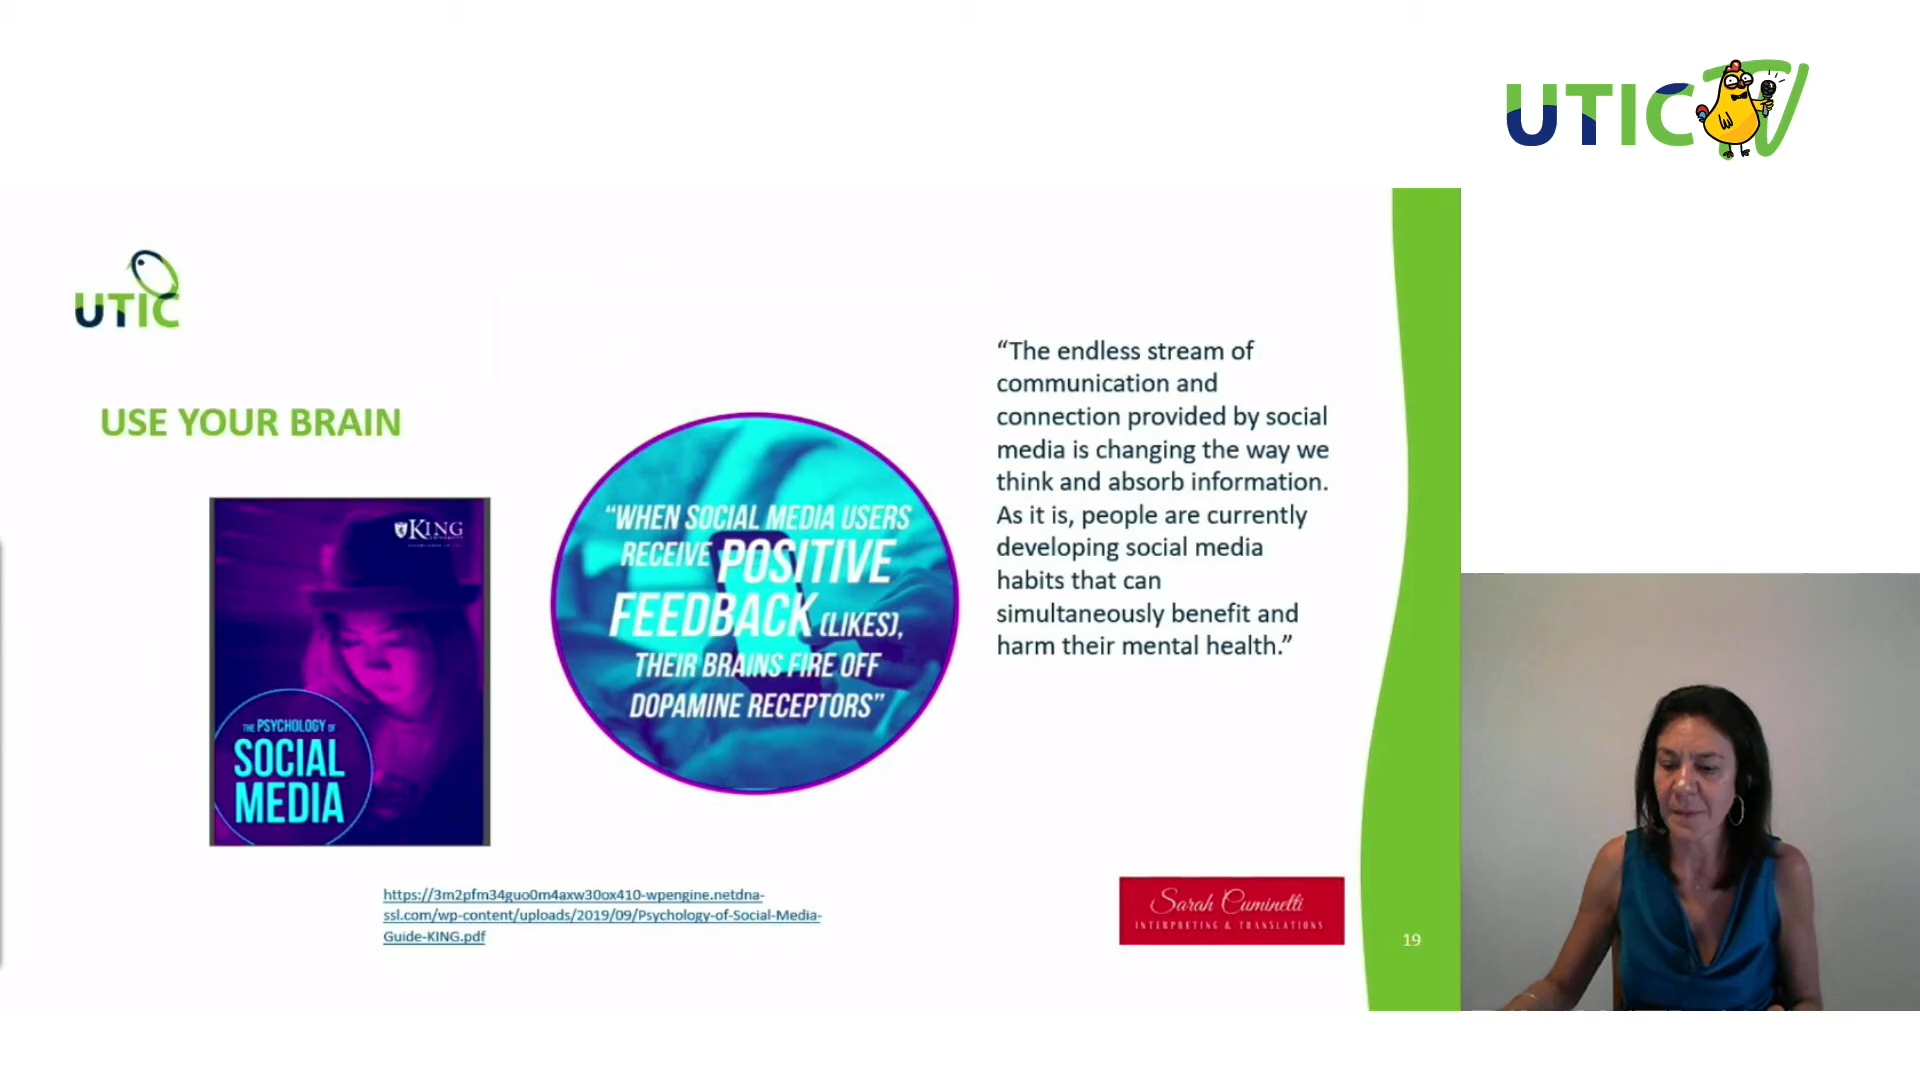 UTIC TV
UTIC
USE YOUR BRAIN
KING
THE PSYCHOLOGY OF
SOCIAL
MEDIA
“WHEN SOCIAL MEDIA USERS
RECEIVE POSITIVE
FEEDBACK (LIKES),
THEIR BRAINS FIRE OFF
DOPAMINE RECEPTORS”
“The endless stream of
communication and
connection provided by social
media is changing the way we
think and absorb information.
As it is, people are currently
developing social media
habits that can
simultaneously benefit and
harm their mental health.”
https://3m2pfm34guo0m4axw30ox410-wpengine.netdna-
ssl.com/wp-content/uploads/2019/09/Psychology-of-Social-Media-
Guide-KING.pdf
Sarah Cuminetti
INTERPRETING & TRANSLATIONS
19